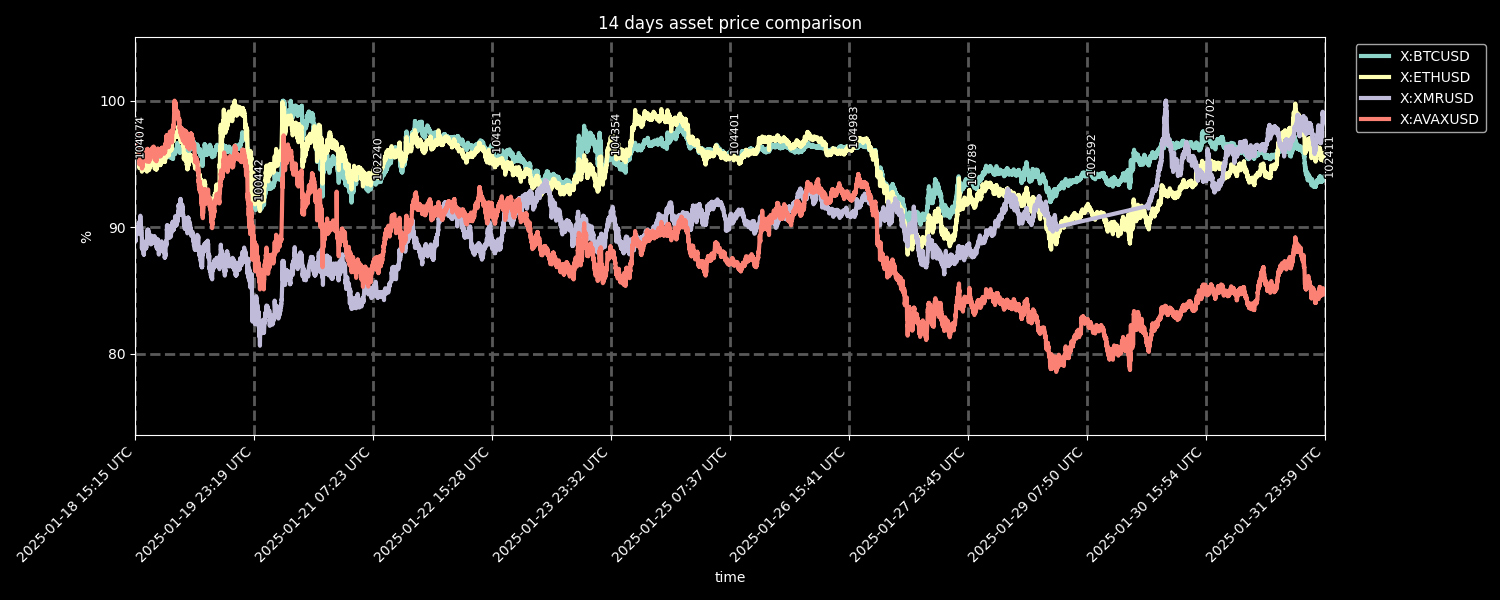 14 days asset price comparison
X:BTCUSD
X:ETHUSD
X:XMRUSD
X:AVAXUSD
100
90
80
%
104074
100442
102240
104551
104354
104401
104983
101789
102592
105702
102411
2025-01-18 15:15 UTC
2025-01-19 23:19 UTC
2025-01-21 07:23 UTC
2025-01-22 15:28 UTC
2025-01-23 23:32 UTC
2025-01-25 07:37 UTC
2025-01-26 15:41 UTC
2025-01-27 23:45 UTC
2025-01-29 07:50 UTC
2025-01-30 15:54 UTC
2025-01-31 23:59 UTC
time